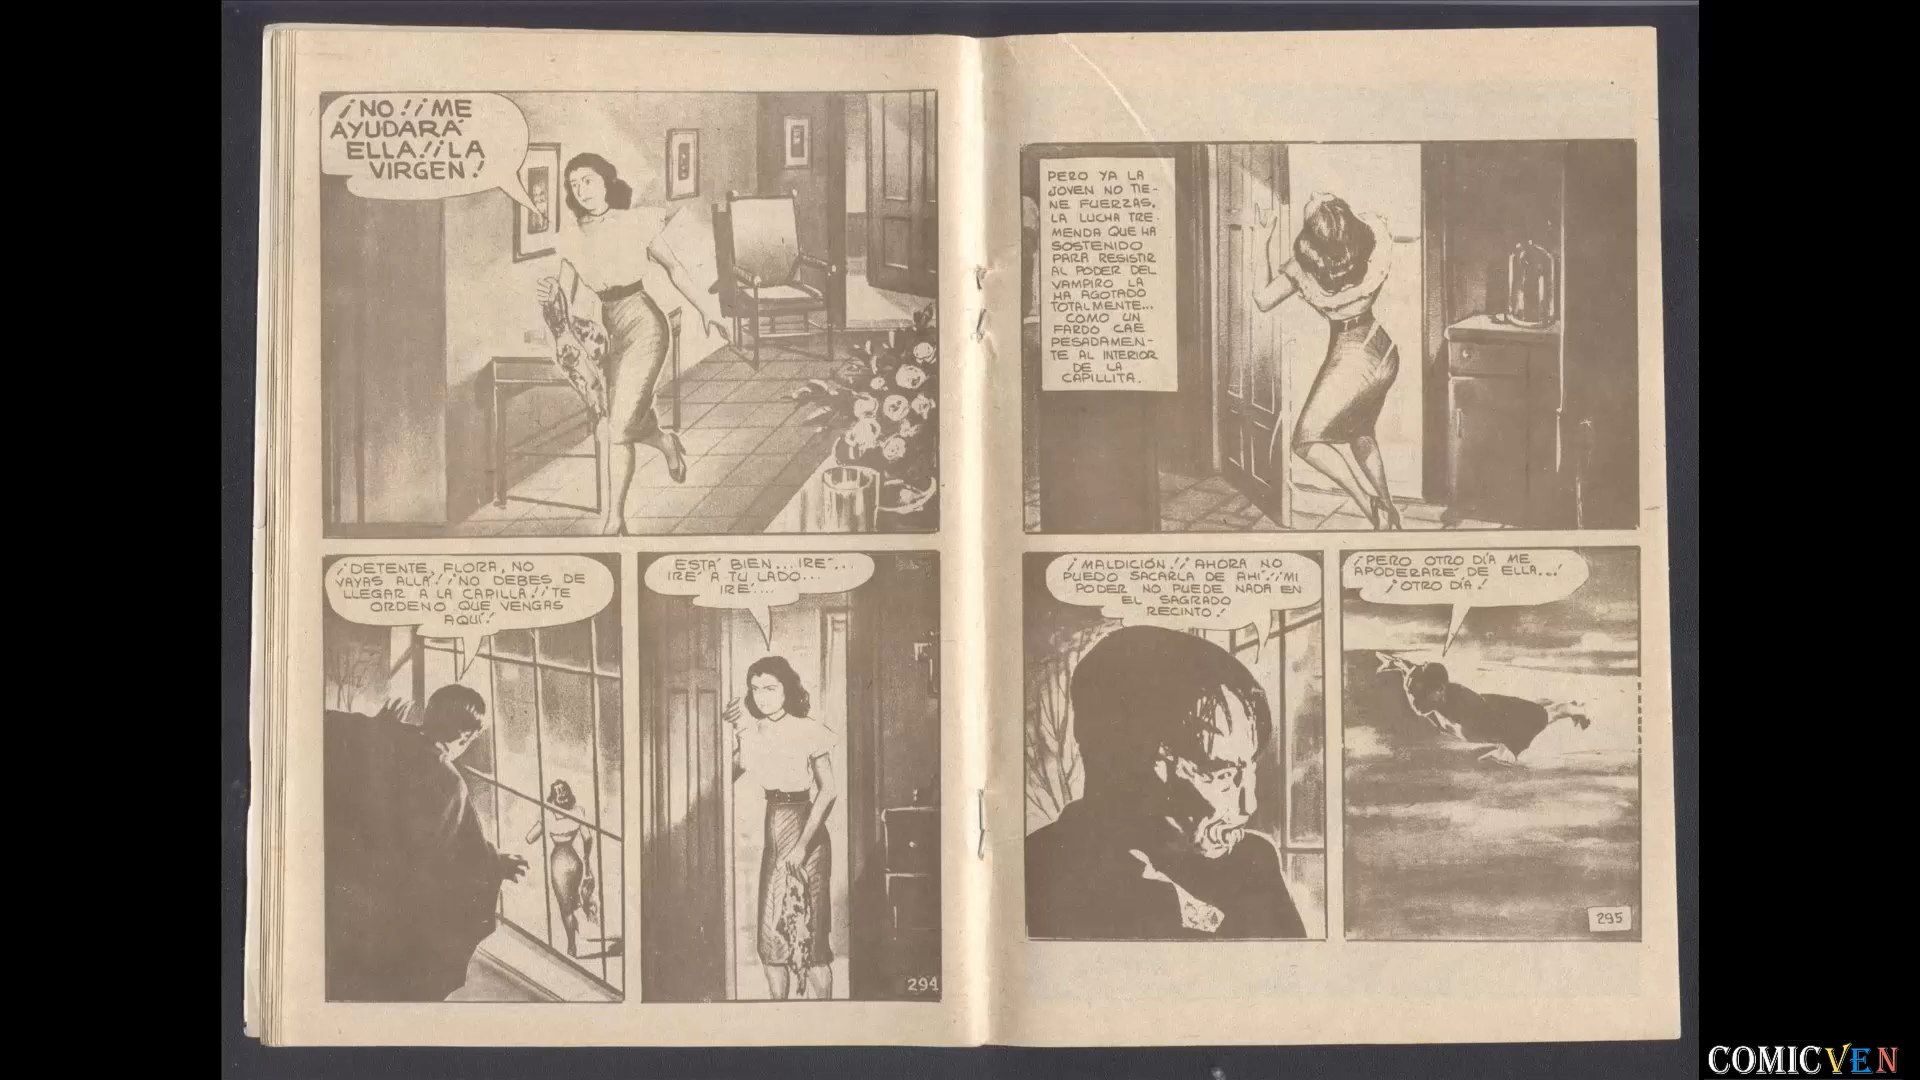 ¡NO!¡ME
AYUDARÁ
ELLA!¡LA
VIRGEN!
¡DETENTE, FLORA, NO
VAYAS ALLÁ!¡NO DEBES DE
LLEGAR A LA CAPILLA!¡TE
ORDENO QUE VENGAS
AQUÍ!
ESTÁ BIEN...IRÉ...
IRÉ A TU LADO...
IRÉ....
294
PERO YA LA
JOVEN NO TIE-
NE FUERZAS,
LA LUCHA TRE-
MENDA QUE HA
SOSTENIDO
PARA RESISTIR
AL PODER DEL
VAMPIRO LA
HA AGOTADO
TOTALMENTE...
COMO UN
FARDO CAE
PESADAMEN-
TE AL INTERIOR
DE LA
CAPILLITA.
¡MALDICIÓN!¡AHORA NO
PUEDO SACARLA DE AHÍ!¡MI
PODER NO PUEDE NADA EN
EL SAGRADO
RECINTO!
¡PERO OTRO DÍA ME
APODERARÉ DE ELLA...!
¡OTRO DÍA!
295
COMICVEN